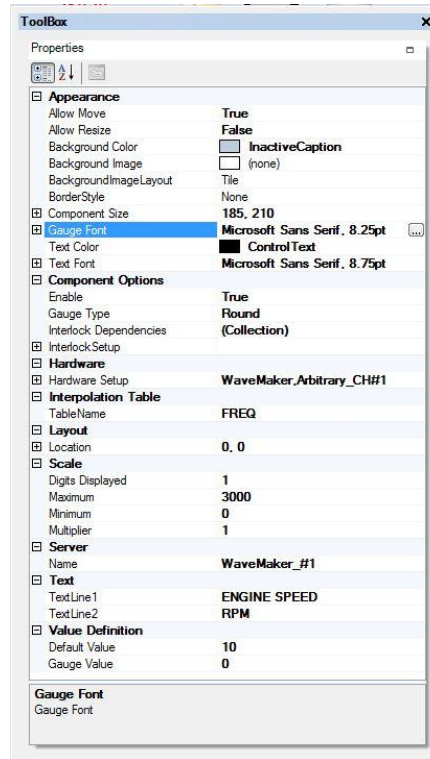 ToolBox
Properties
Appearance
Allow Move True
Allow Resize False
Background Color InactiveCaption
Background Image (none)
BackgroundImageLayout Tile
BorderStyle None
Component Size 185, 210
Gauge Font Microsoft Sans Serif, 8.25pt ...
Text Color ControlText
Text Font Microsoft Sans Serif, 8.75pt
Component Options
Enable True
Gauge Type Round
Interlock Dependencies (Collection)
InterlockSetup
Hardware
Hardware Setup WaveMaker,Arbitrary_CH#1
Interpolation Table
TableName FREQ
Layout
Location 0, 0
Scale
Digits Displayed 1
Maximum 3000
Minimum 0
Multiplier 1
Server
Name WaveMaker_#1
Text
TextLine1 ENGINE SPEED
TextLine2 RPM
Value Definition
Default Value 10
Gauge Value 0
Gauge Font
Gauge Font